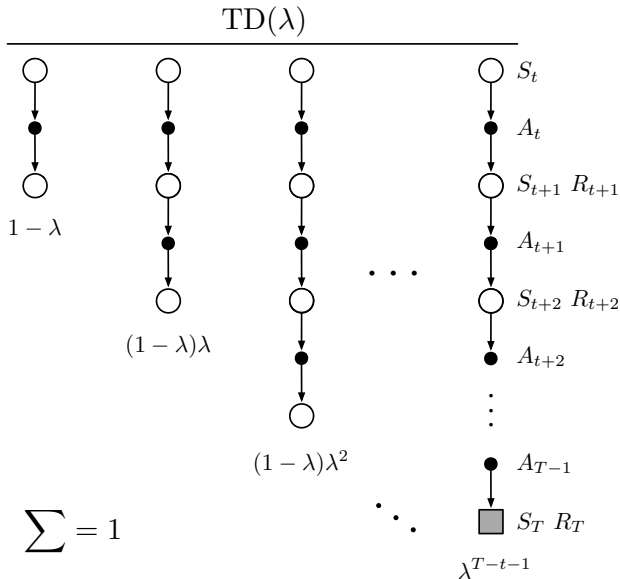 TD(λ)
S_t
A_t
S_{t+1} R_{t+1}
1 − λ
A_{t+1}
· · ·
S_{t+2} R_{t+2}
(1 − λ)λ
A_{t+2}
⋮
(1 − λ)λ²
A_{T−1}
∑ = 1
⋱
S_T R_T
λ^{T−t−1}